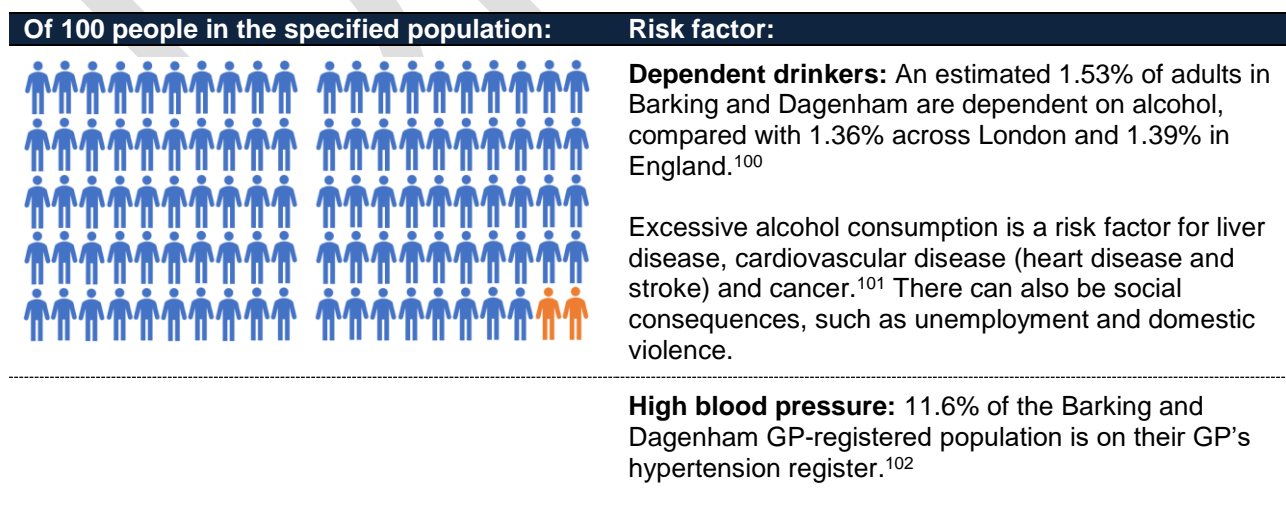 Of 100 people in the specified population: Risk factor:
Dependent drinkers: An estimated 1.53% of adults in
Barking and Dagenham are dependent on alcohol,
compared with 1.36% across London and 1.39% in
England.100
Excessive alcohol consumption is a risk factor for liver
disease, cardiovascular disease (heart disease and
stroke) and cancer.101 There can also be social
consequences, such as unemployment and domestic
violence.
High blood pressure: 11.6% of the Barking and
Dagenham GP-registered population is on their GP’s
hypertension register.102